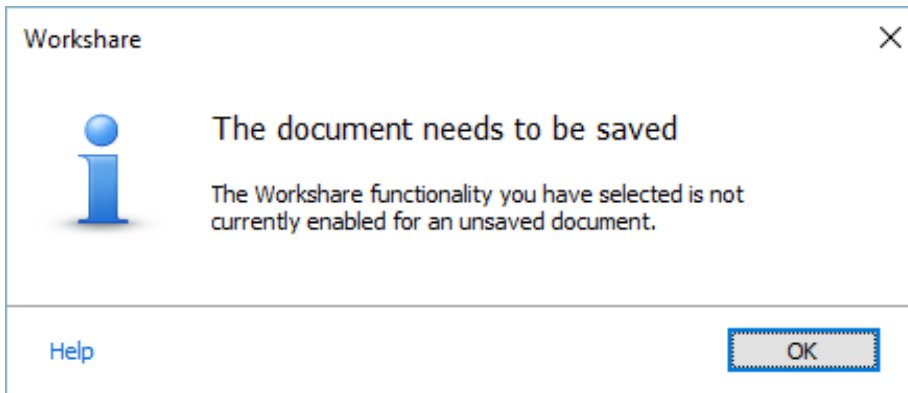 Workshare
The document needs to be saved
The Workshare functionality you have selected is not
currently enabled for an unsaved document.
Help
OK